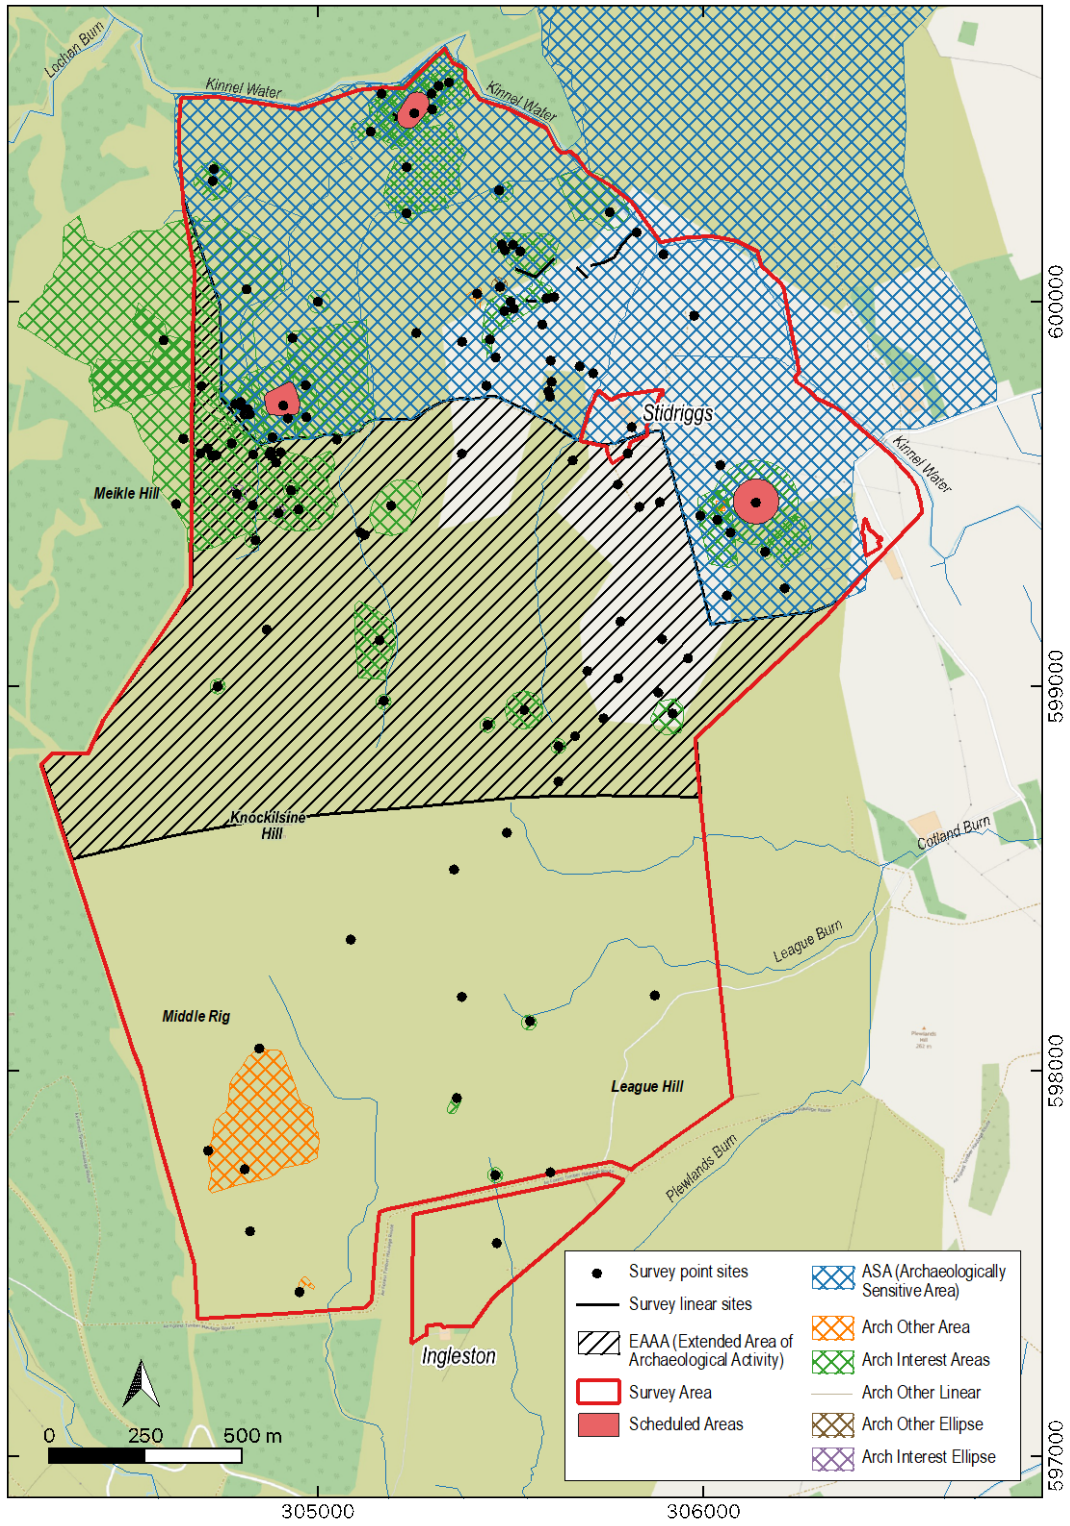 Lochan Burn
Kinnel Water
Kinnel Water
600000
Stidriggs
Kinnel Water
Meikle Hill
599000
Knockilsine
Hill
Cotland Burn
League Burn
Middle Rig
Plewlands
Hill
262 m
598000
League Hill
Plewlands Burn
Survey point sites
Survey linear sites
EAAA (Extended Area of
Archaeological Activity)
Survey Area
Scheduled Areas
ASA (Archaeologically
Sensitive Area)
Arch Other Area
Arch Interest Areas
Arch Other Linear
Arch Other Ellipse
Arch Interest Ellipse
Ingleston
0 250 500 m
597000
305000 306000